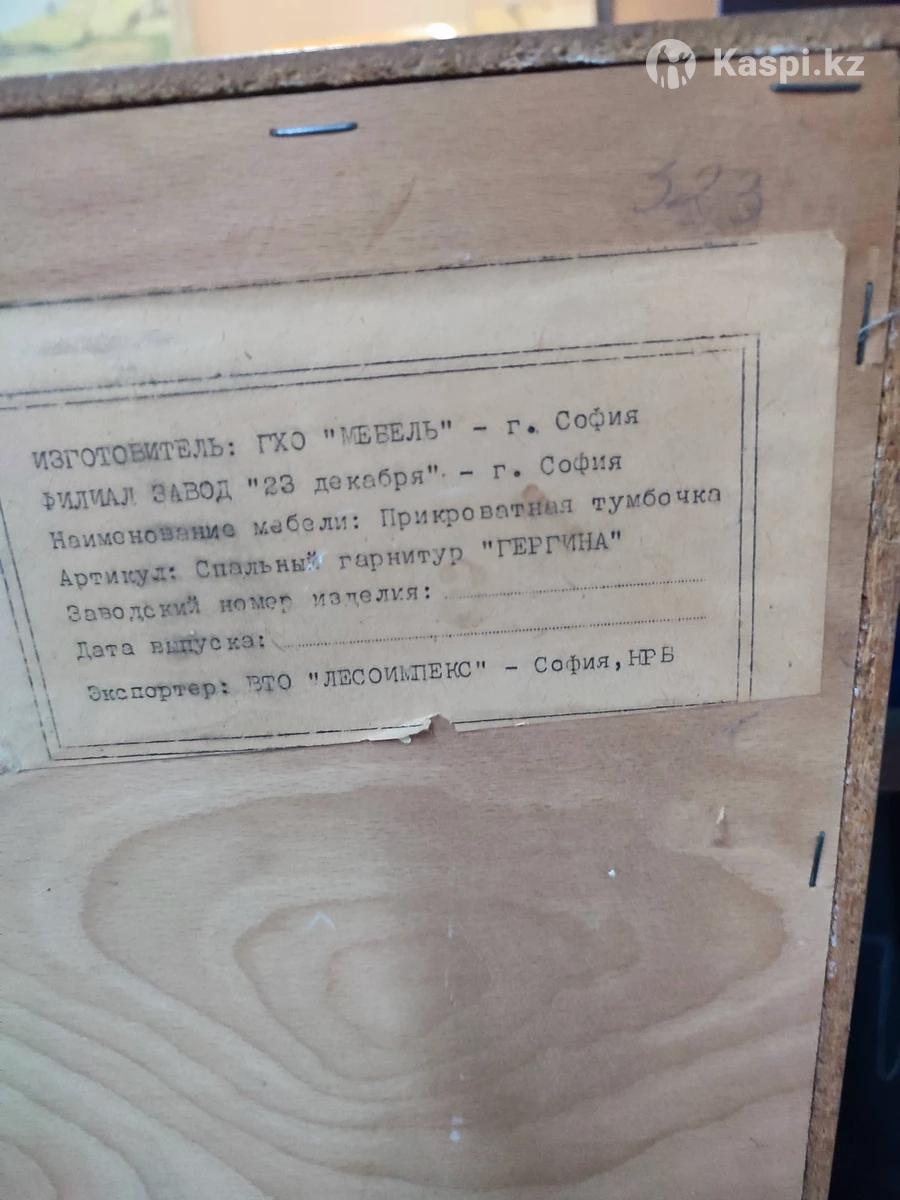 Kaspi.kz
323
ИЗГОТОВИТЕЛЬ: ГХО "МЕБЕЛЬ" - г. София
ФИЛИАЛ ЗАВОД "23 декабря" - г. София
Наимонование мебели: Прикроватная тумбочка
Артикул: Спальный гарнитур "ГЕРГИНА"
Заводский номер изделия:
Дата выпуска:
Экспортер: ВТО "ЛЕСОИМПЕКС" - София, НРБ